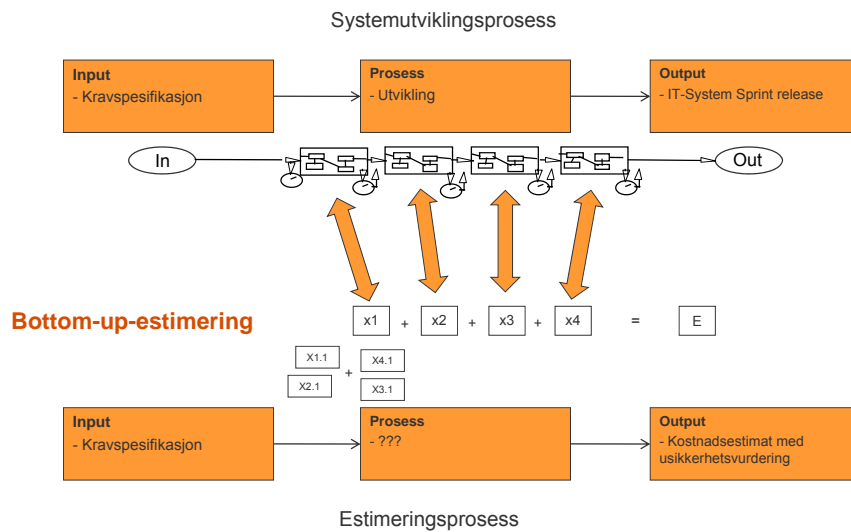 Systemutviklingsprosess
Input
- Kravspesifikasjon
Prosess
- Utvikling
Output
- IT-System Sprint release
In
Out
Bottom-up-estimering
x1 + x2 + x3 + x4 = E
X1.1
X2.1
+
X4.1
X3.1
Input
- Kravspesifikasjon
Prosess
- ???
Output
- Kostnadsestimat med
usikkerhetsvurdering
Estimeringsprosess